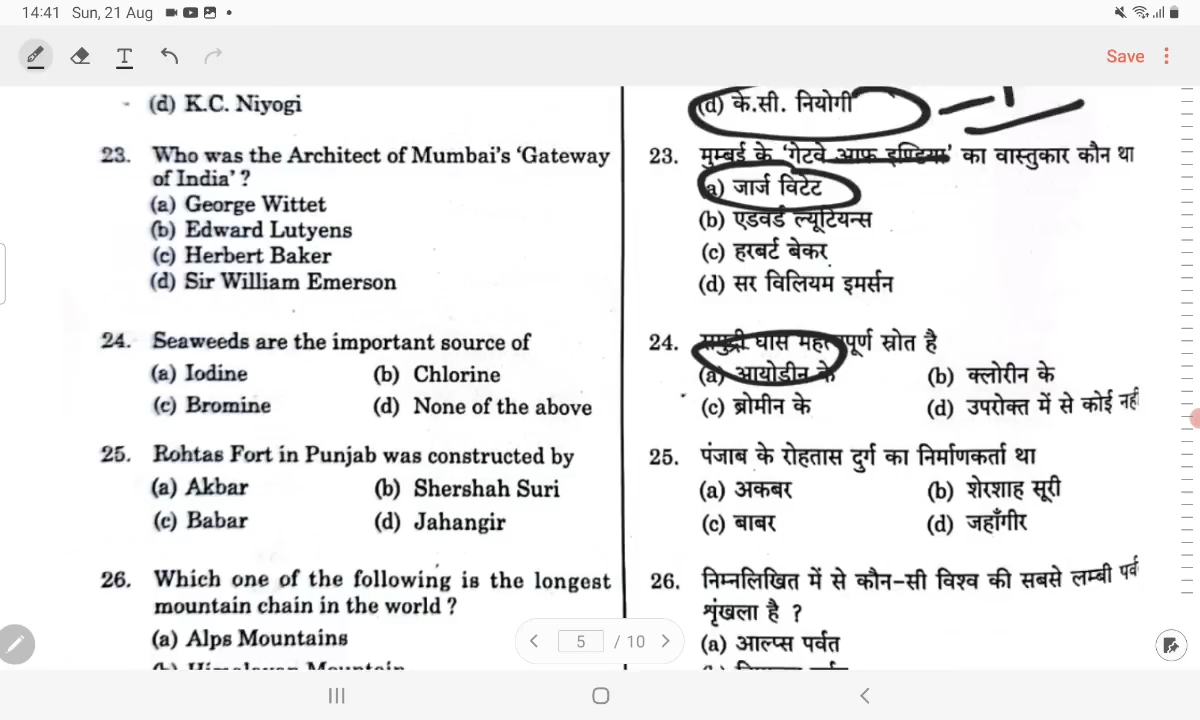 14:41 Sun, 21 Aug
T
Save
(d) K.C. Niyogi
23. Who was the Architect of Mumbai's 'Gateway
of India' ?
(a) George Wittet
(b) Edward Lutyens
(c) Herbert Baker
(d) Sir William Emerson
24. Seaweeds are the important source of
(a) Iodine (b) Chlorine
(c) Bromine (d) None of the above
25. Rohtas Fort in Punjab was constructed by
(a) Akbar (b) Shershah Suri
(c) Babar (d) Jahangir
26. Which one of the following is the longest
mountain chain in the world ?
(a) Alps Mountains
(d) के.सी. नियोगी
23. मुम्बई के 'गेटवे आफ इण्डिया' का वास्तुकार कौन था
(a) जार्ज विटेट
(b) एडवर्ड ल्यूटियन्स
(c) हरबर्ट बेकर
(d) सर विलियम इमर्सन
24. समुद्री घास महत्वपूर्ण स्रोत है
(a) आयोडीन के (b) क्लोरीन के
(c) ब्रोमीन के (d) उपरोक्त में से कोई नहीं
25. पंजाब के रोहतास दुर्ग का निर्माणकर्ता था
(a) अकबर (b) शेरशाह सूरी
(c) बाबर (d) जहाँगीर
26. निम्नलिखित में से कौन-सी विश्व की सबसे लम्बी पर्व
शृंखला है ?
(a) आल्प्स पर्वत
5 / 10